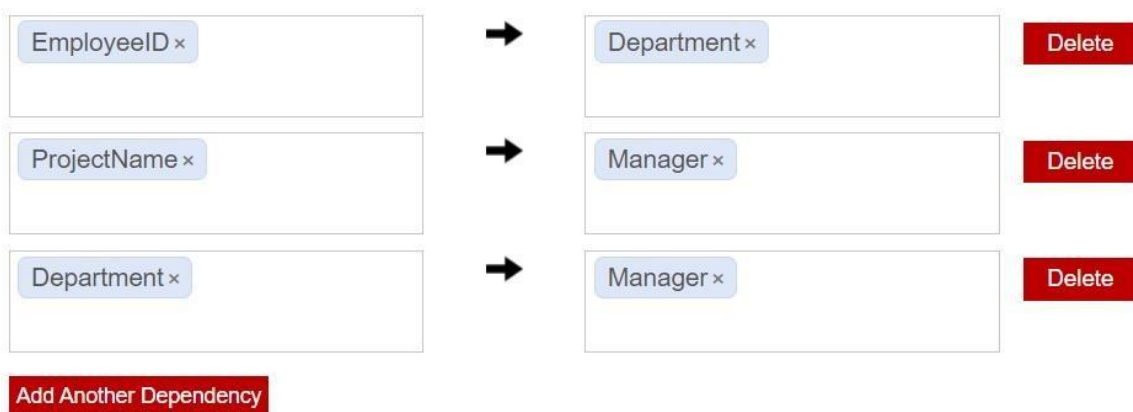 EmployeeID × Department × Delete
ProjectName × Manager × Delete
Department × Manager × Delete
Add Another Dependency